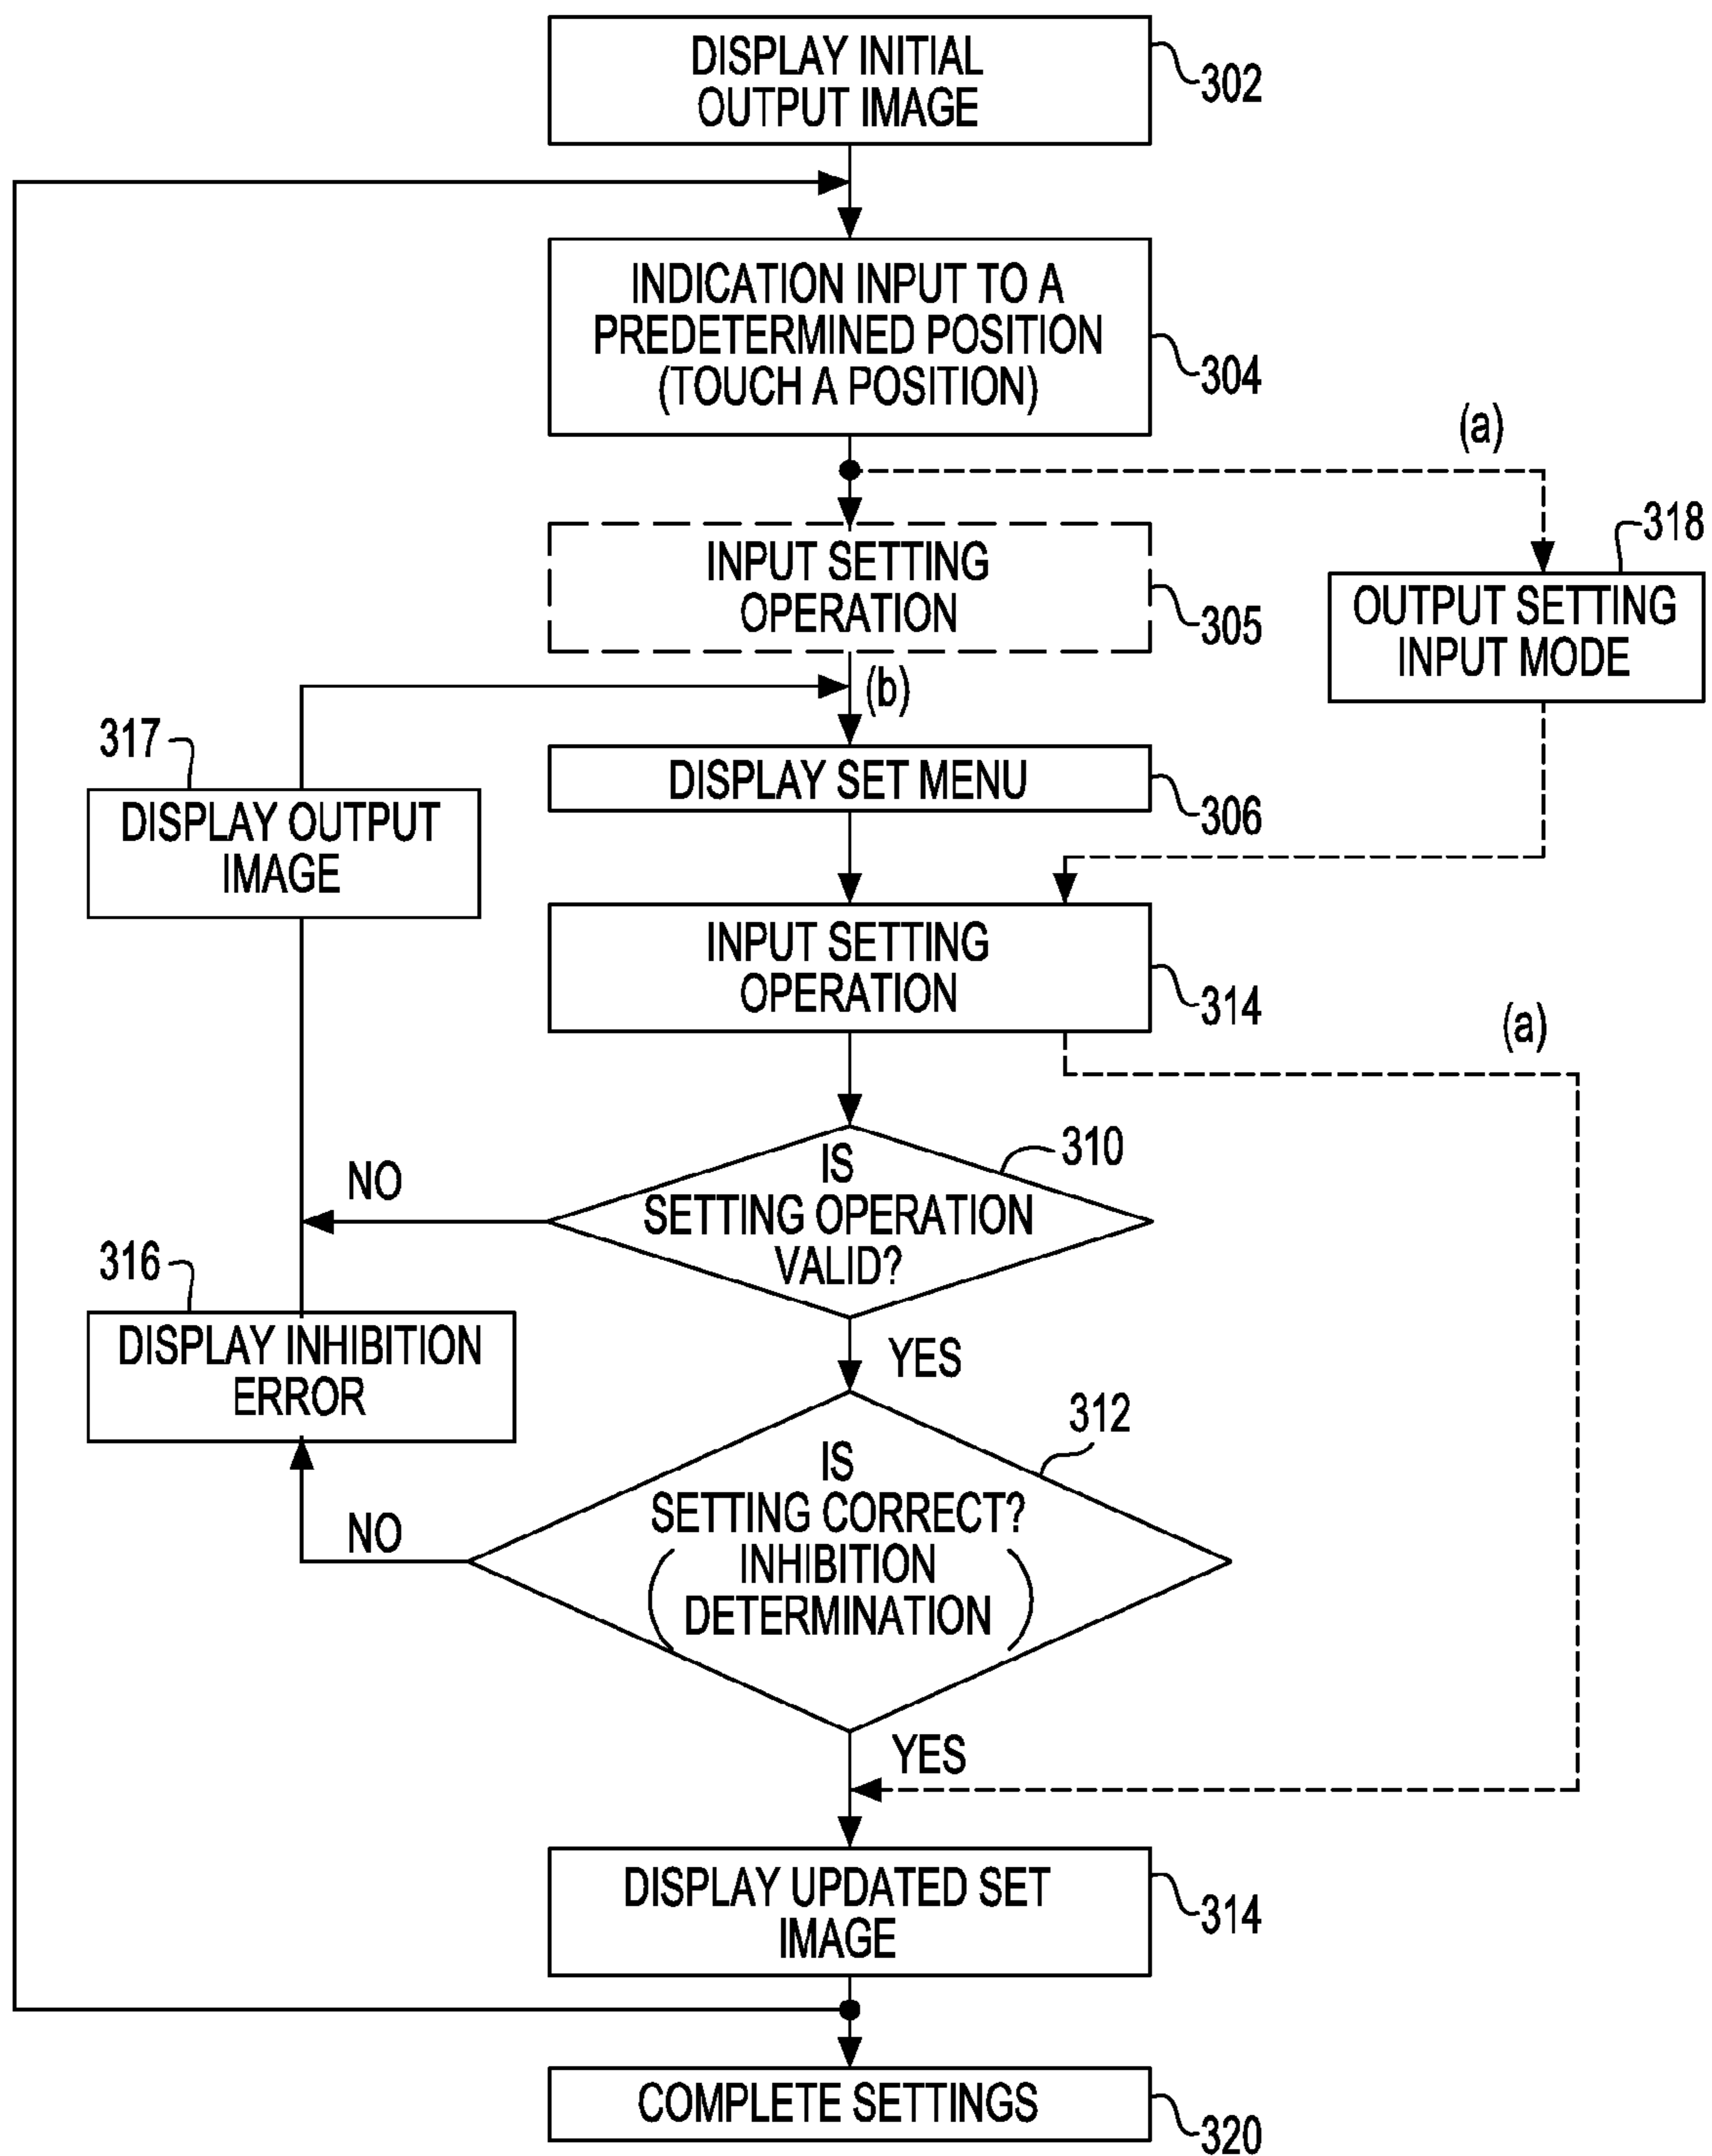 DISPLAY INITIAL
OUTPUT IMAGE
302
INDICATION INPUT TO A
PREDETERMINED POSITION
(TOUCH A POSITION)
304
(a)
INPUT SETTING
OPERATION
305
318
OUTPUT SETTING
INPUT MODE
(b)
317
DISPLAY OUTPUT
IMAGE
DISPLAY SET MENU
306
INPUT SETTING
OPERATION
314
(a)
310
IS
SETTING OPERATION
VALID?
NO
316
DISPLAY INHIBITION
ERROR
YES
312
IS
SETTING CORRECT?
(INHIBITION
DETERMINATION)
NO
YES
DISPLAY UPDATED SET
IMAGE
314
COMPLETE SETTINGS
320